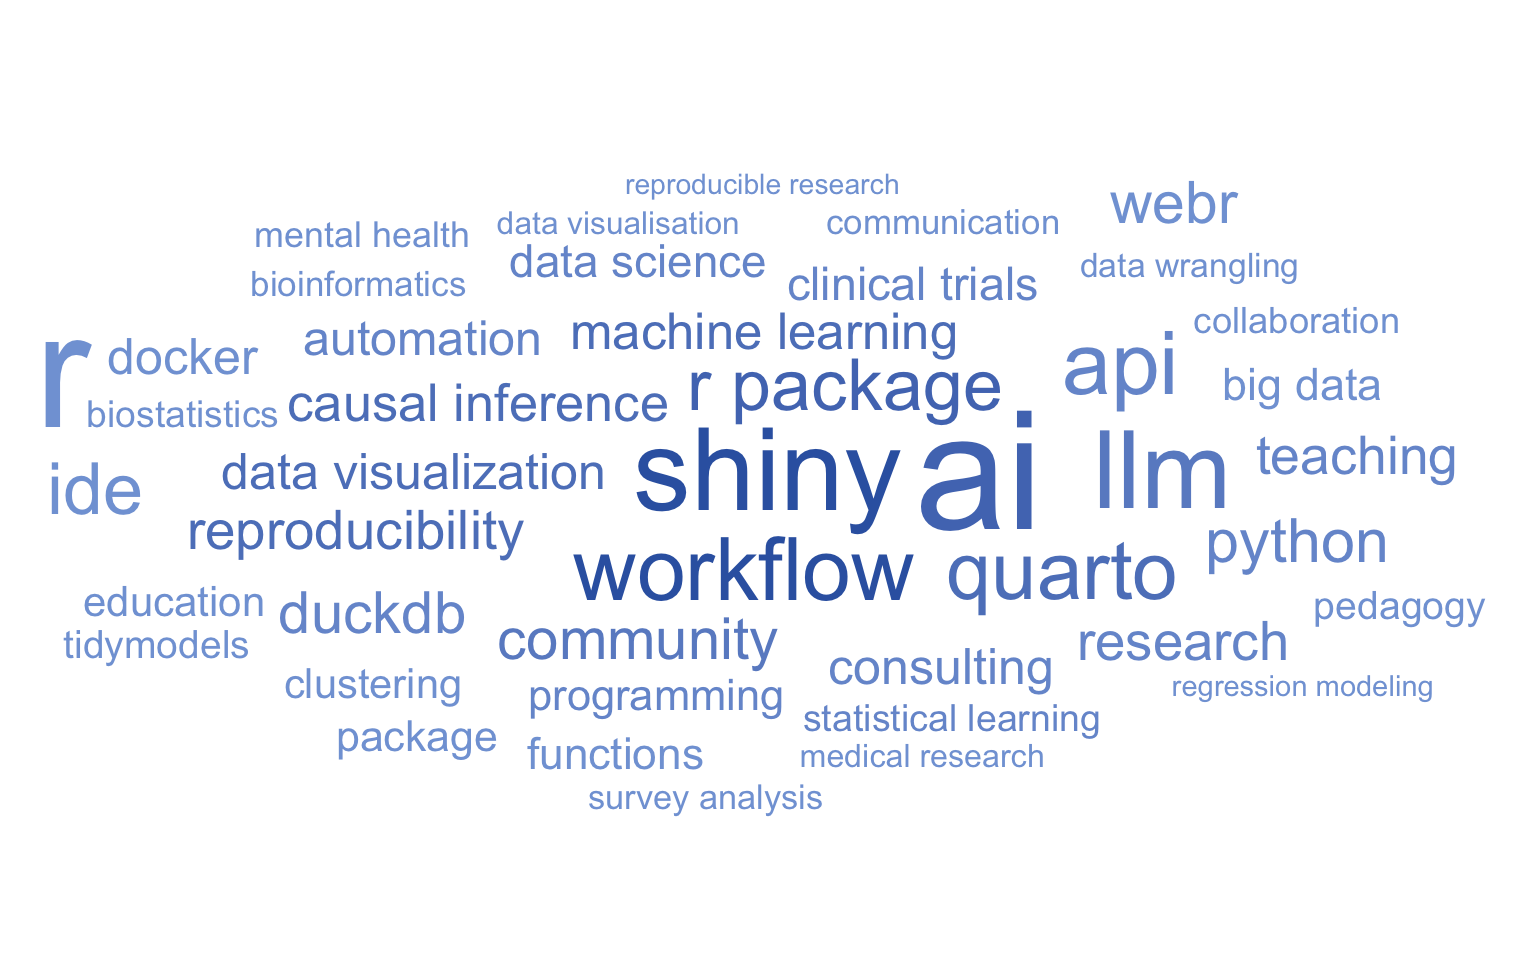 reproducible research
webr
mental health
data visualisation
communication
data science
data wrangling
bioinformatics
clinical trials
collaboration
automation
machine learning
r
docker
api
r package
big data
biostatistics
causal inference
data visualization
shiny
ai
llm
teaching
ide
reproducibility
python
workflow
quarto
education
duckdb
pedagogy
tidymodels
community
research
consulting
clustering
programming
regression modeling
statistical learning
package
functions
medical research
survey analysis